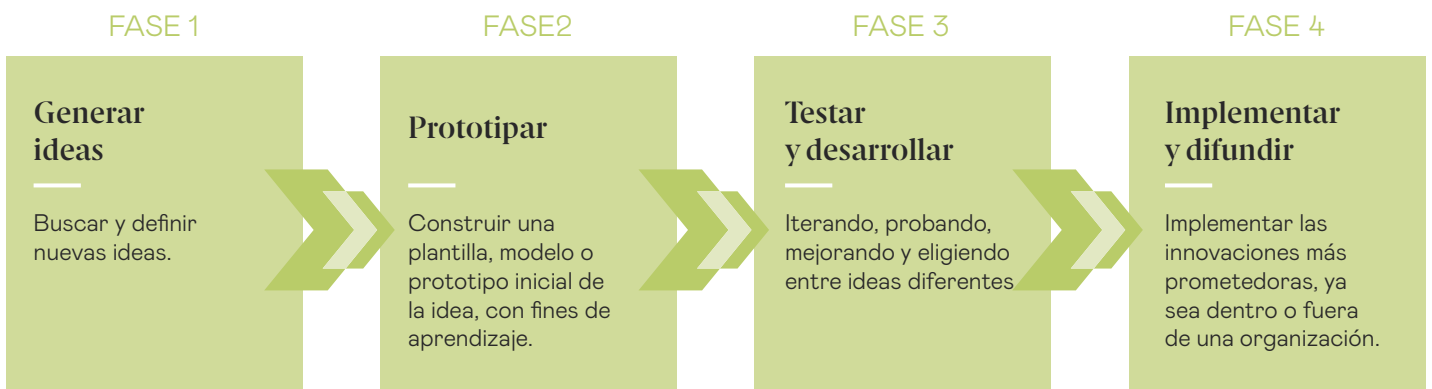 FASE 1
Generar
ideas
Buscar y definir
nuevas ideas.
FASE2
Prototipar
Construir una
plantilla, modelo o
prototipo inicial de
la idea, con fines de
aprendizaje.
FASE 3
Testar
y desarrollar
Iterando, probando,
mejorando y eligiendo
entre ideas diferentes
FASE 4
Implementar
y difundir
Implementar las
innovaciones más
prometedoras, ya
sea dentro o fuera
de una organización.